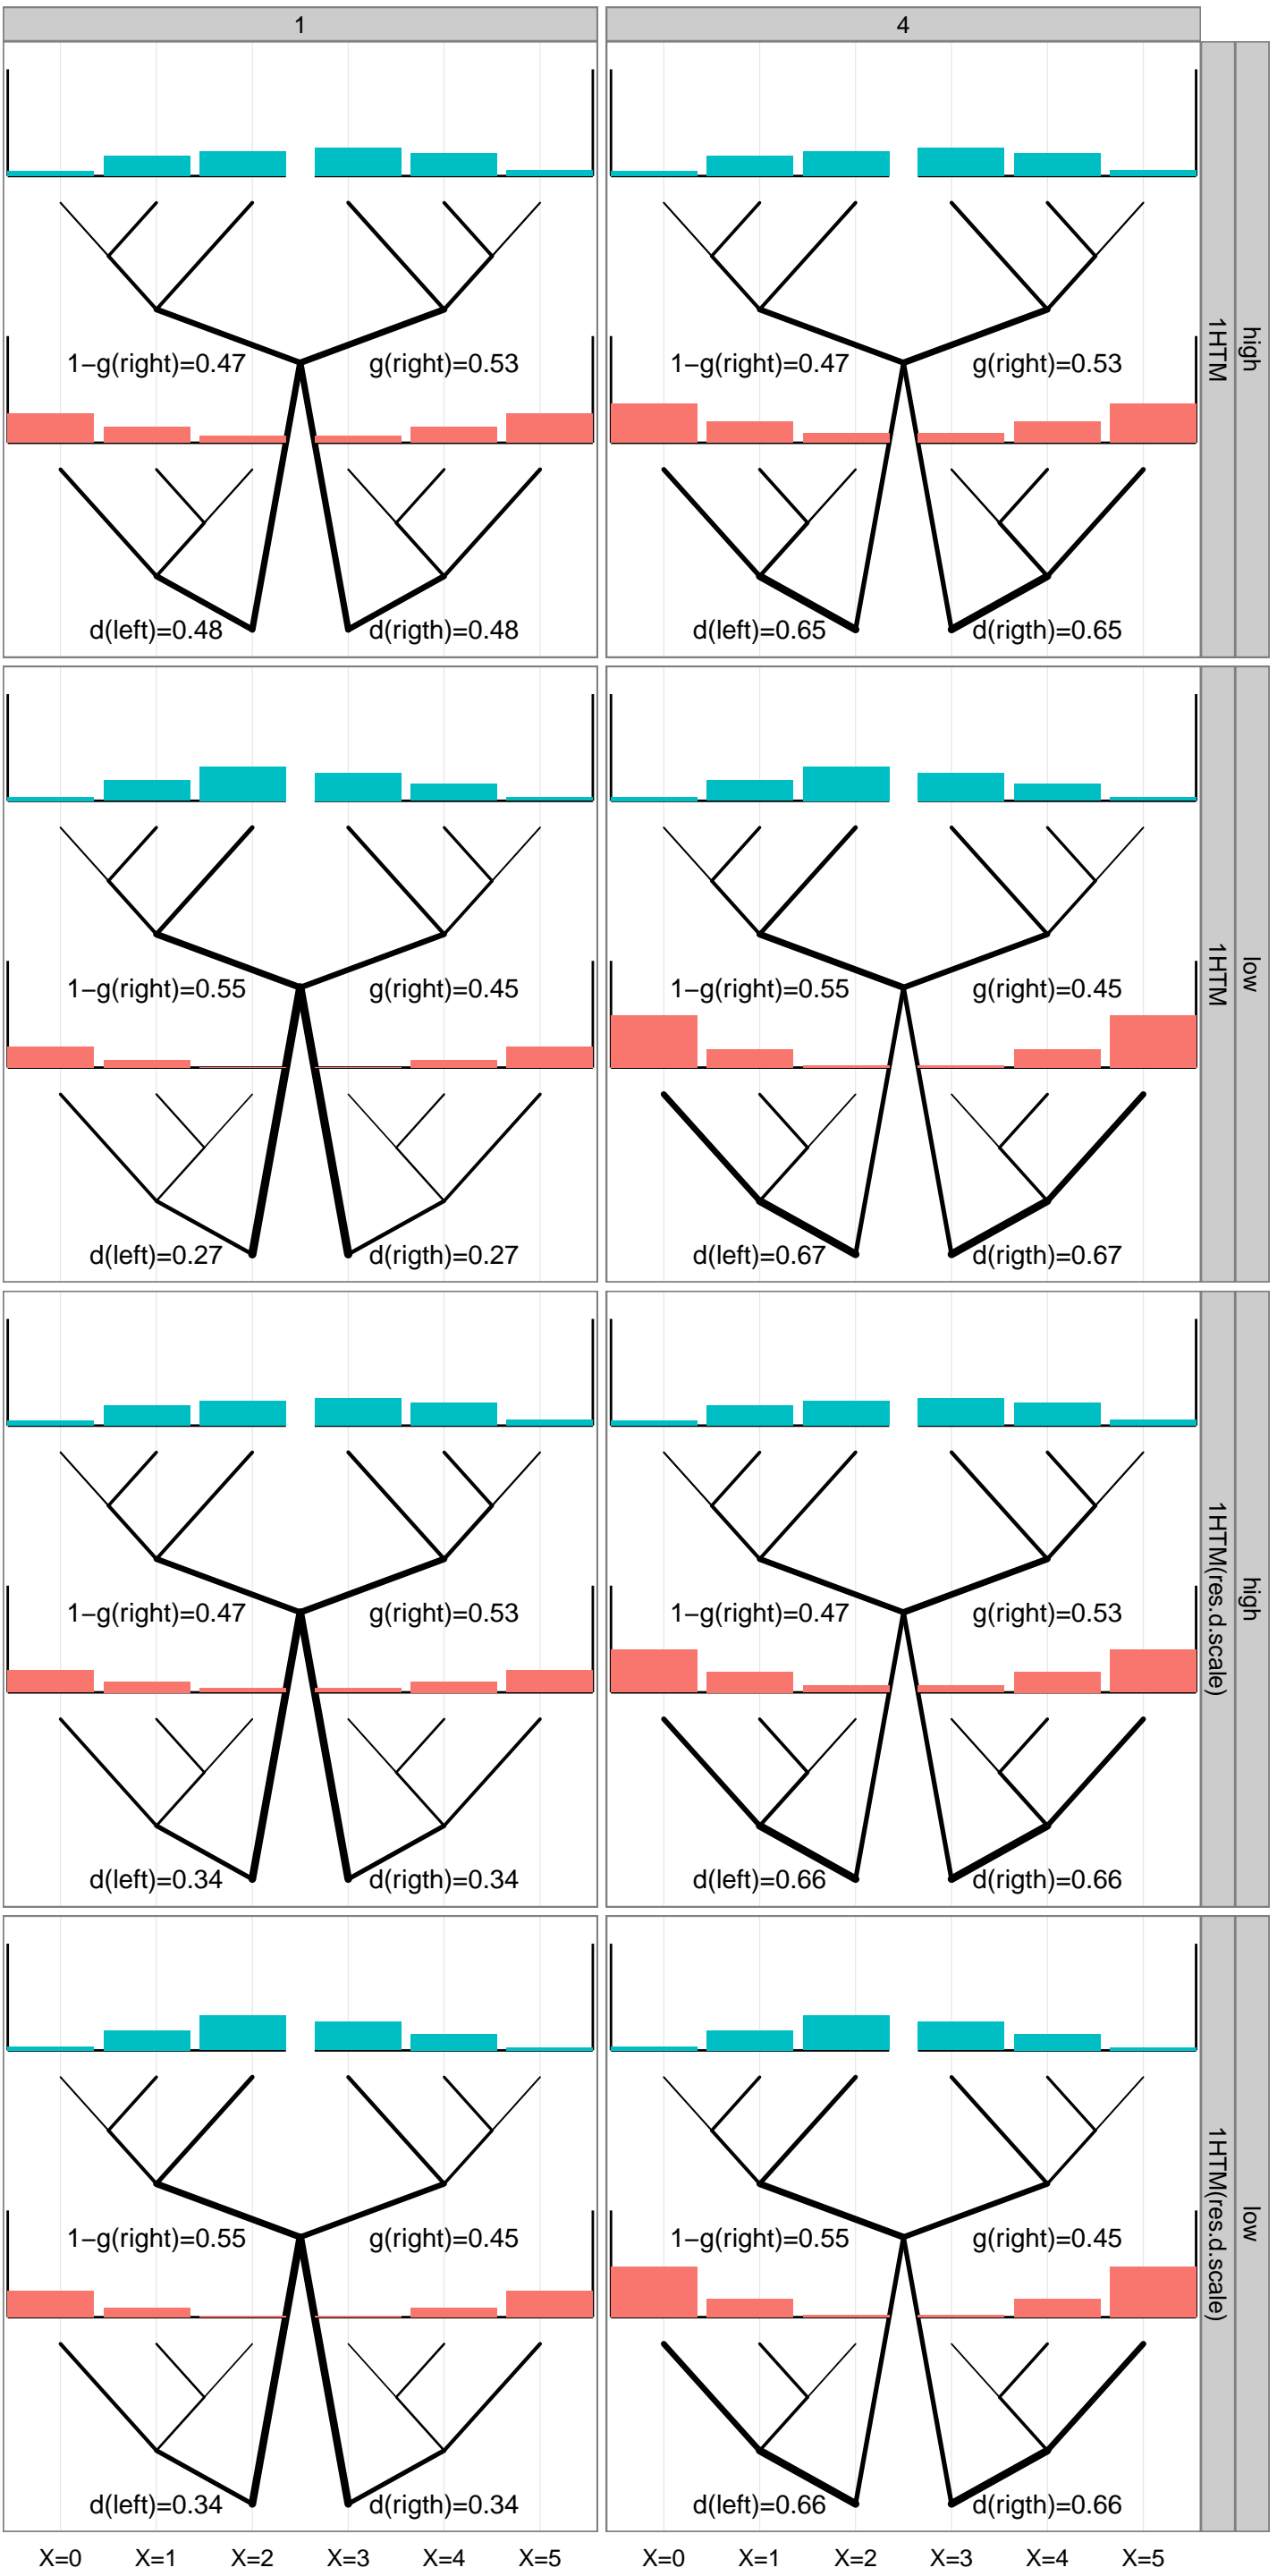 1 4
1−g(right)=0.47 g(right)=0.53 1−g(right)=0.47 g(right)=0.53
d(left)=0.48 d(rigth)=0.48 d(left)=0.65 d(rigth)=0.65
high
1HTM
1−g(right)=0.55 g(right)=0.45 1−g(right)=0.55 g(right)=0.45
d(left)=0.27 d(rigth)=0.27 d(left)=0.67 d(rigth)=0.67
low
1HTM
1−g(right)=0.47 g(right)=0.53 1−g(right)=0.47 g(right)=0.53
d(left)=0.34 d(rigth)=0.34 d(left)=0.66 d(rigth)=0.66
high
1HTM(res.d.scale)
1−g(right)=0.55 g(right)=0.45 1−g(right)=0.55 g(right)=0.45
d(left)=0.34 d(rigth)=0.34 d(left)=0.66 d(rigth)=0.66
low
1HTM(res.d.scale)
X=0 X=1 X=2 X=3 X=4 X=5 X=0 X=1 X=2 X=3 X=4 X=5